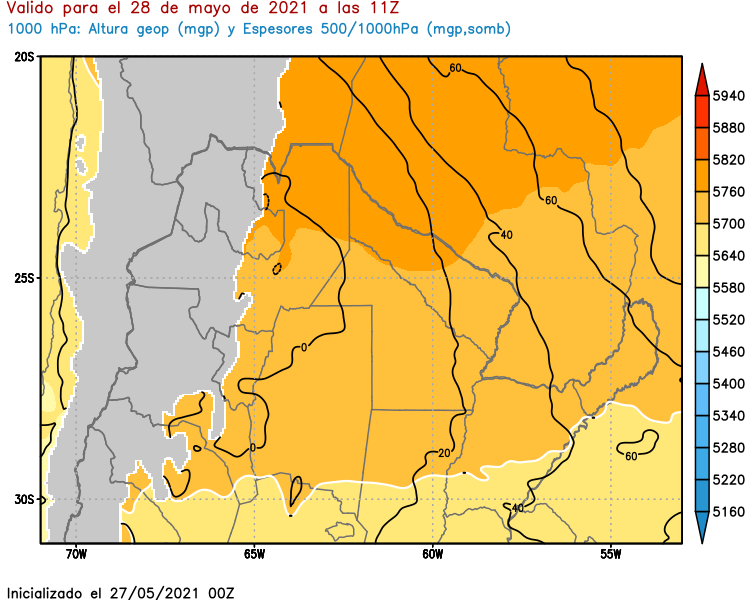 Valido para el 28 de mayo de 2021 a las 11Z
1000 hPa: Altura geop (mgp) y Espesores 500/1000hPa (mgp,somb)
20S
25S
30S
70W
65W
60W
55W
60
60
40
0
0
20
40
60
5940
5880
5820
5760
5700
5640
5580
5520
5460
5400
5340
5280
5220
5160
Inicializado el 27/05/2021 00Z